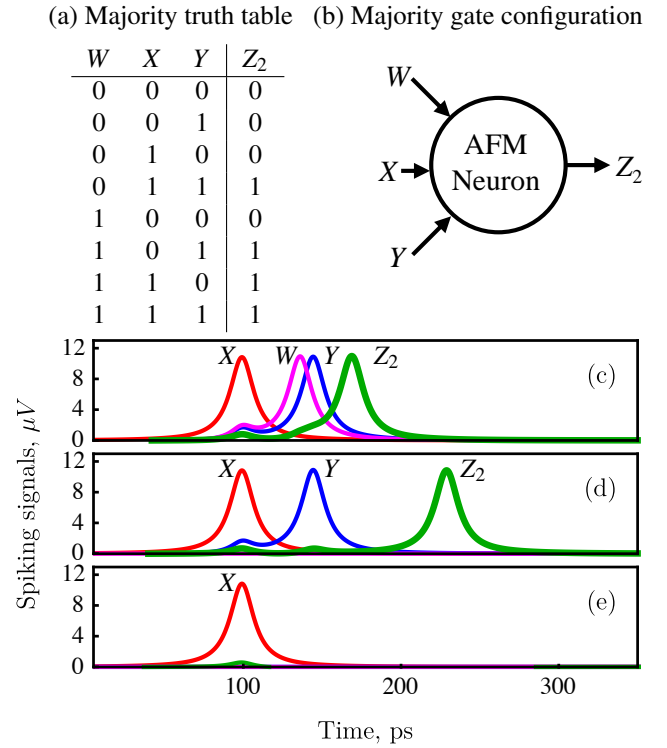 (a) Majority truth table (b) Majority gate configuration
W X Y Z₂
0 0 0 0
0 0 1 0
0 1 0 0
0 1 1 1
1 0 0 0
1 0 1 1
1 1 0 1
1 1 1 1
W
X
Y
AFM
Neuron
Z₂
Spiking signals, μV
12
8
4
0
X W Y Z₂
(c)
12
8
4
0
X Y Z₂
(d)
12
8
4
0
X
(e)
100 200 300
Time, ps